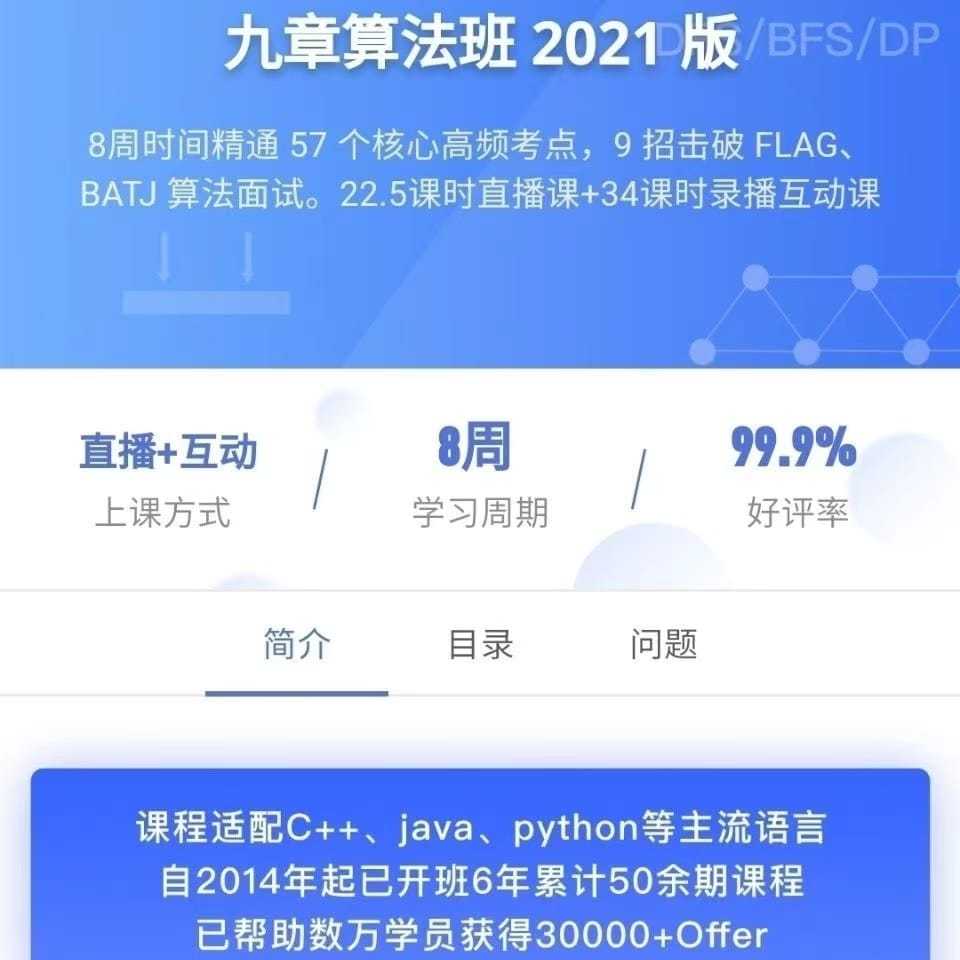 九章算法班 2021 版
DFS/BFS/DP
8周时间精通 57 个核心高频考点，9 招击破 FLAG、
BATJ 算法面试。22.5课时直播课+34课时录播互动课
直播+互动
上课方式
8周
学习周期
99.9%
好评率
简介
目录
问题
课程适配C++、java、python等主流语言
自2014年起已开班6年累计50余期课程
已帮助数万学员获得30000+Offer